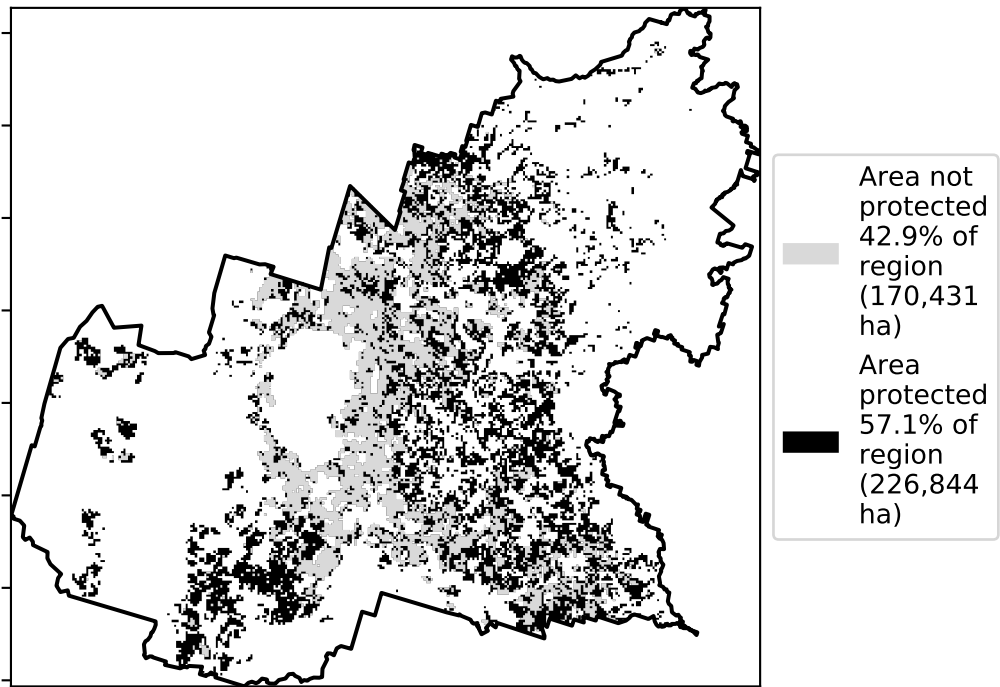 Area not
protected
42.9% of
region
(170,431
ha)
Area
protected
57.1% of
region
(226,844
ha)